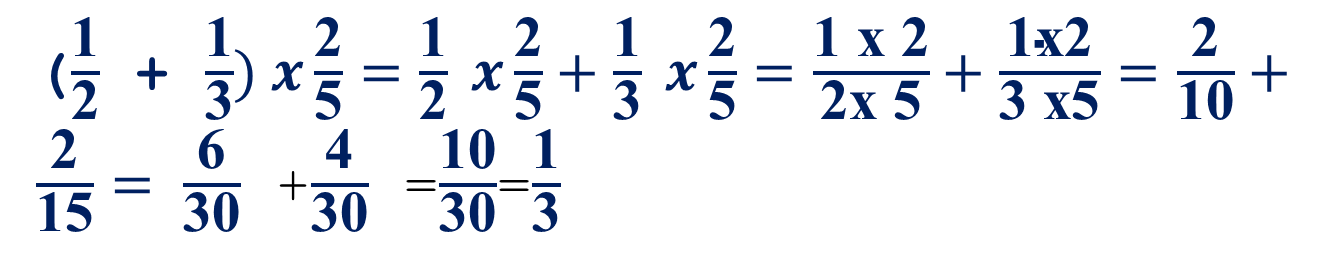 (1/2 + 1/3) x 2/5 = 1/2 x 2/5 + 1/3 x 2/5 = (1 x 2)/(2x 5) + (1x2)/(3 x5) = 2/10 +
2/15 = 6/30 + 4/30 = 10/30 = 1/3